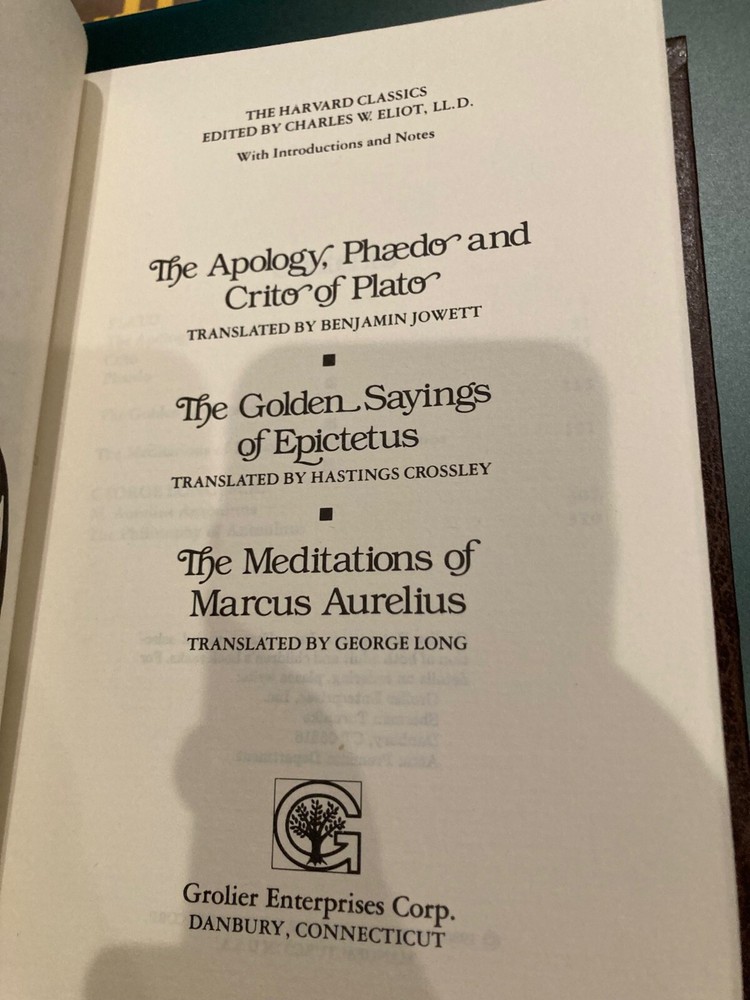 THE HARVARD CLASSICS
EDITED BY CHARLES W. ELIOT, LL.D.
With Introductions and Notes
The Apology, Phædo and
Crito of Plato
TRANSLATED BY BENJAMIN JOWETT
The Golden Sayings
of Epictetus
TRANSLATED BY HASTINGS CROSSLEY
The Meditations of
Marcus Aurelius
TRANSLATED BY GEORGE LONG
G
Grolier Enterprises Corp.
DANBURY, CONNECTICUT